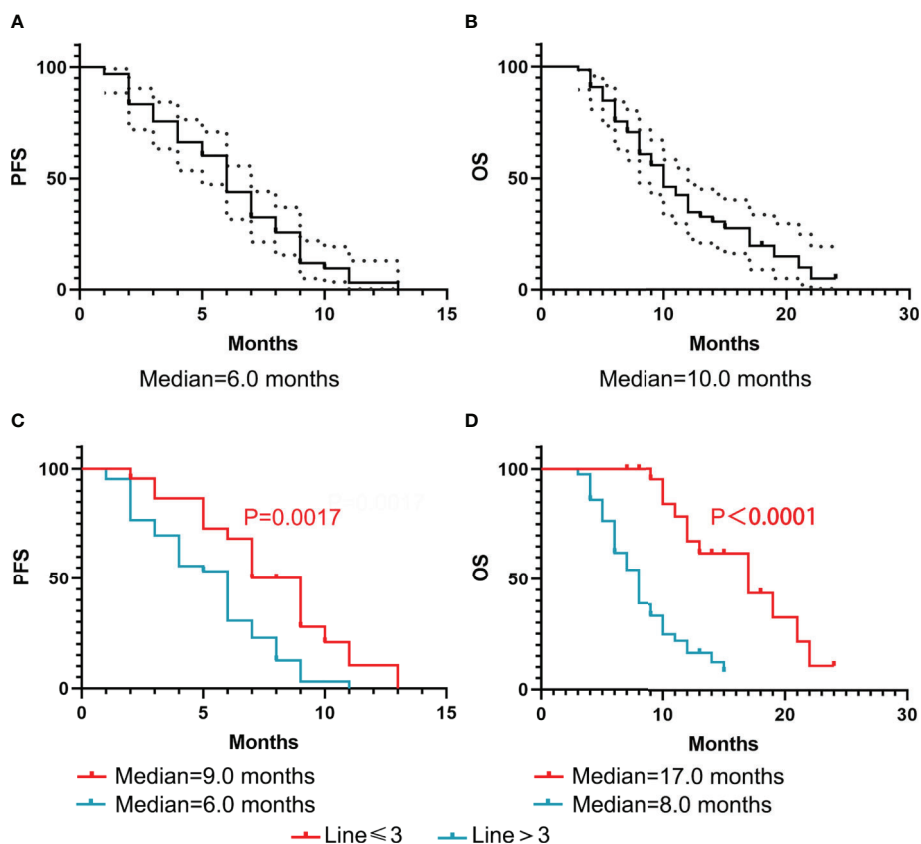 A
B
PFS
100
50
0
0
5
10
15
Months
Median=6.0 months
OS
100
50
0
0
10
20
30
Months
Median=10.0 months
C
D
PFS
100
50
0
P=0.0017
0
5
10
15
Months
Median=9.0 months
Median=6.0 months
OS
100
50
0
P<0.0001
0
10
20
30
Months
Median=17.0 months
Median=8.0 months
Line≤3 Line>3